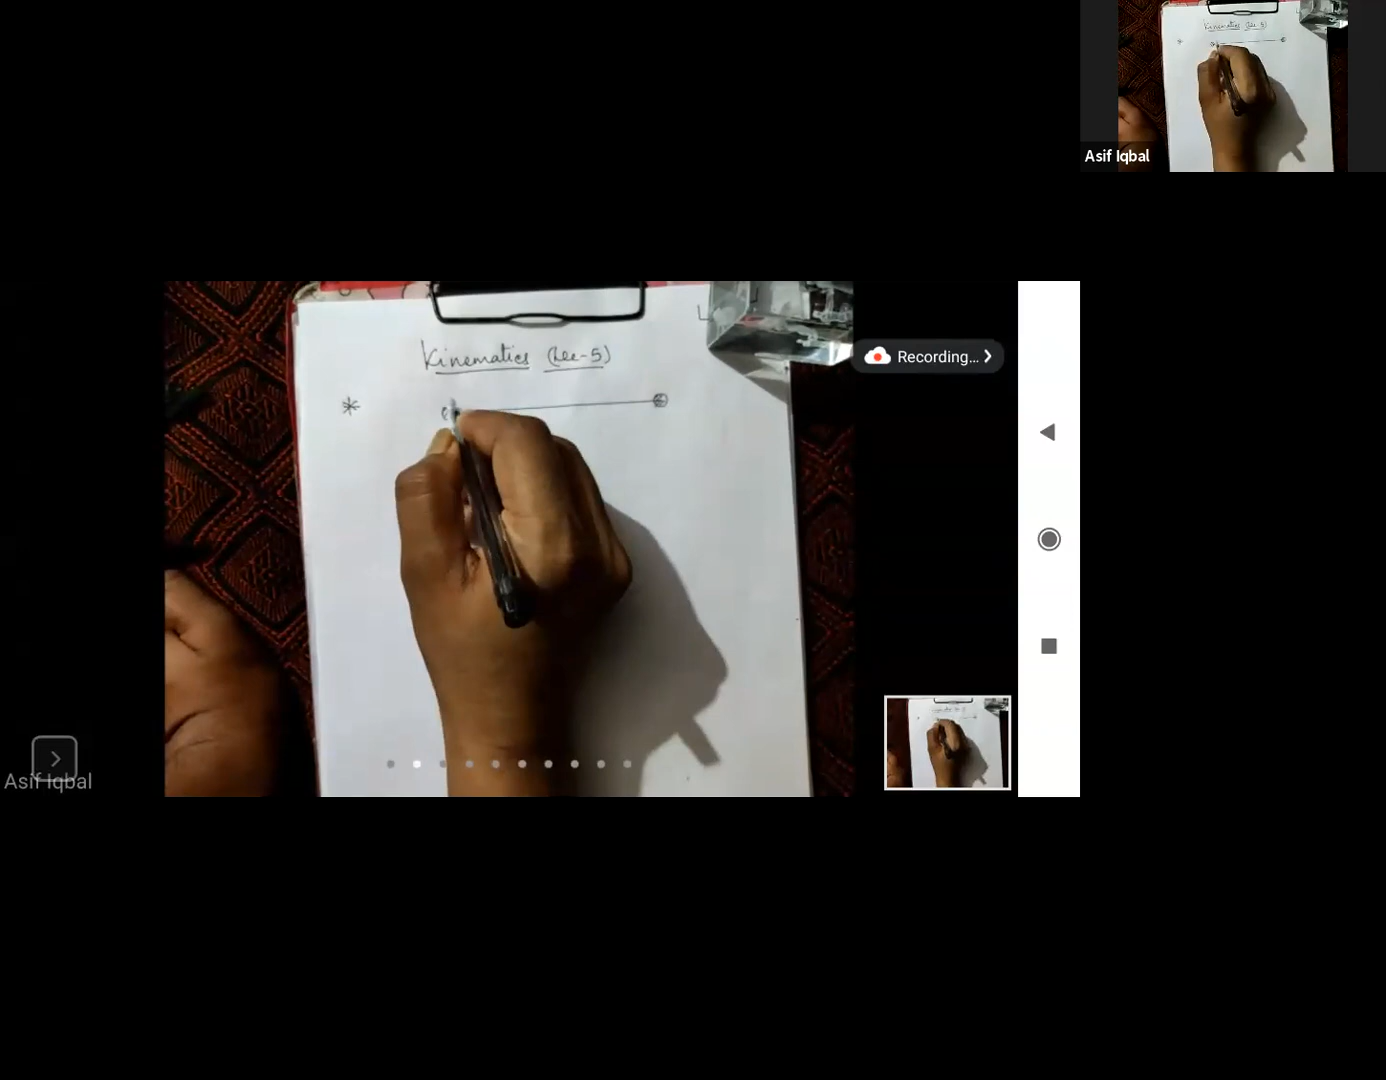 Asif Iqbal
Kinematics (Lec-5)
Recording...
*
Asif Iqbal